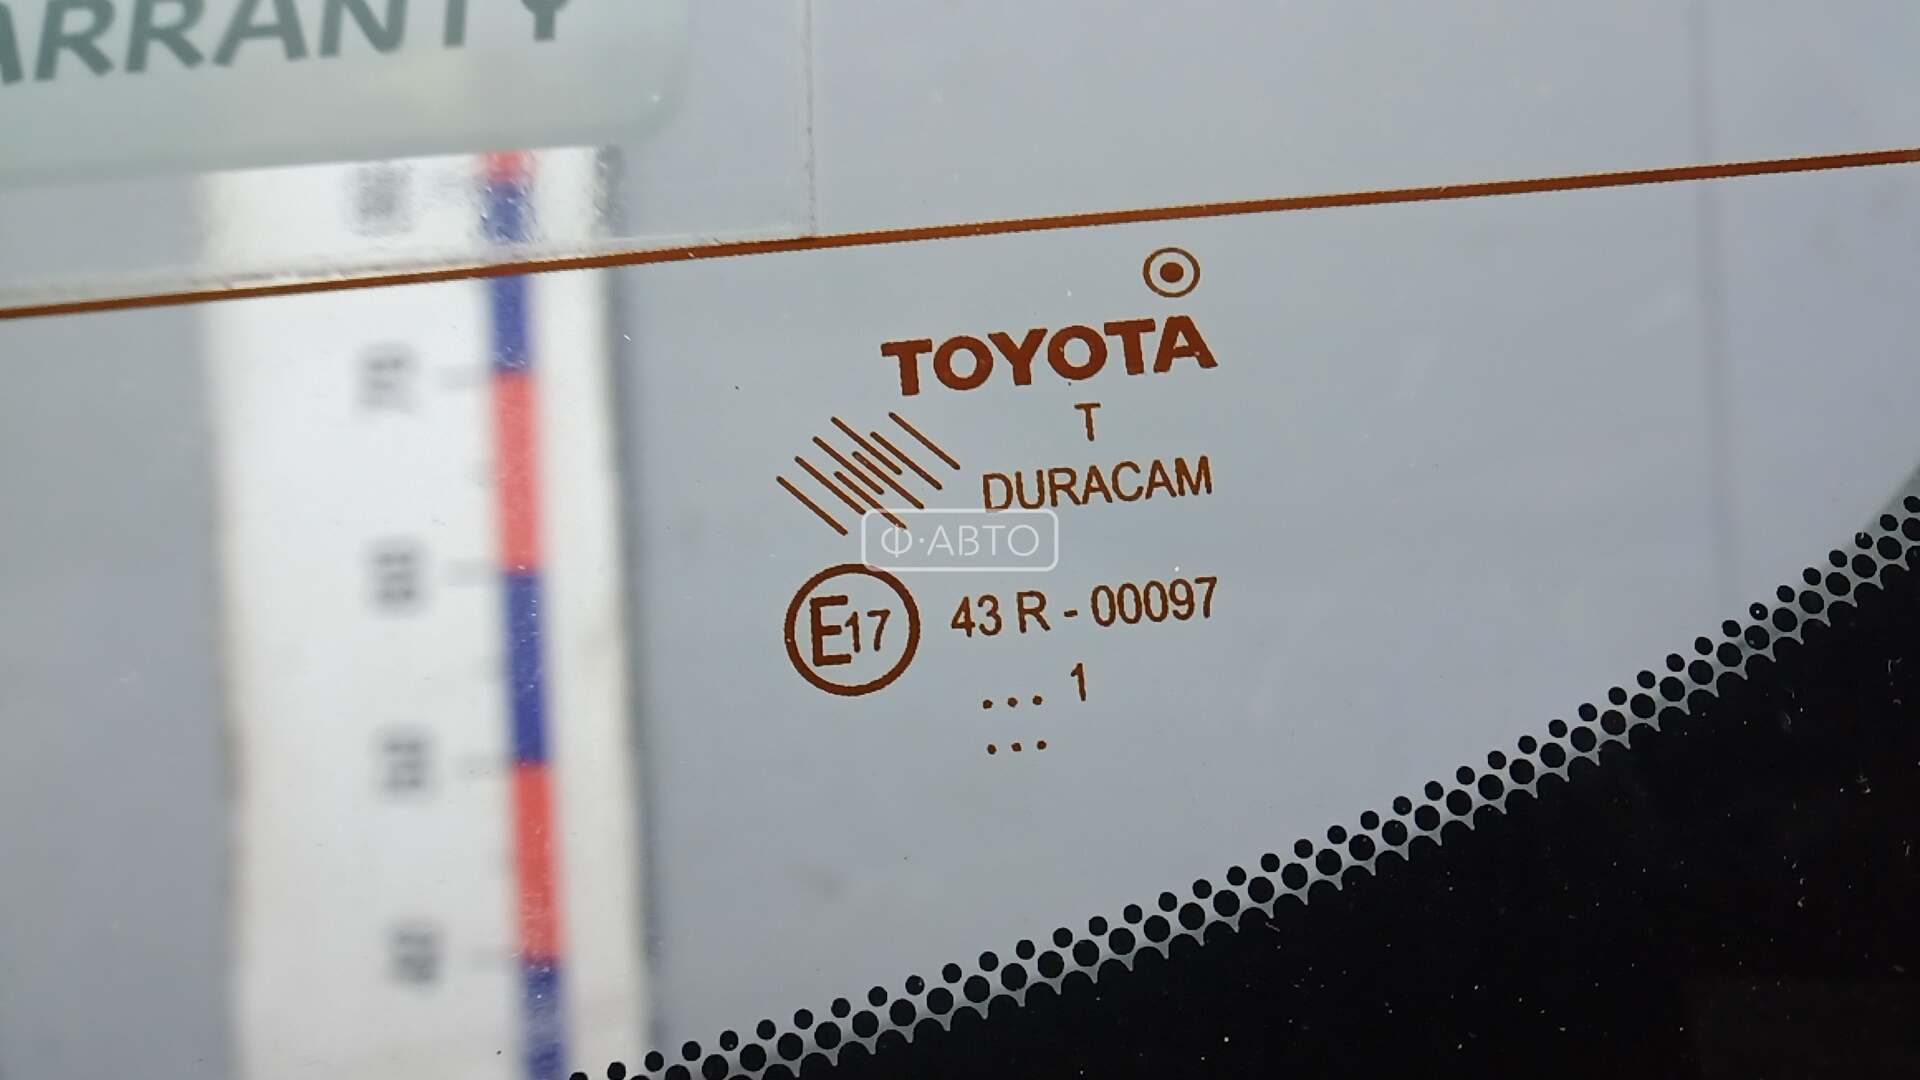 ARRANTY
TOYOTA
T
DURACAM
Ф·АВТО
E17 43 R - 00097
... 1
...